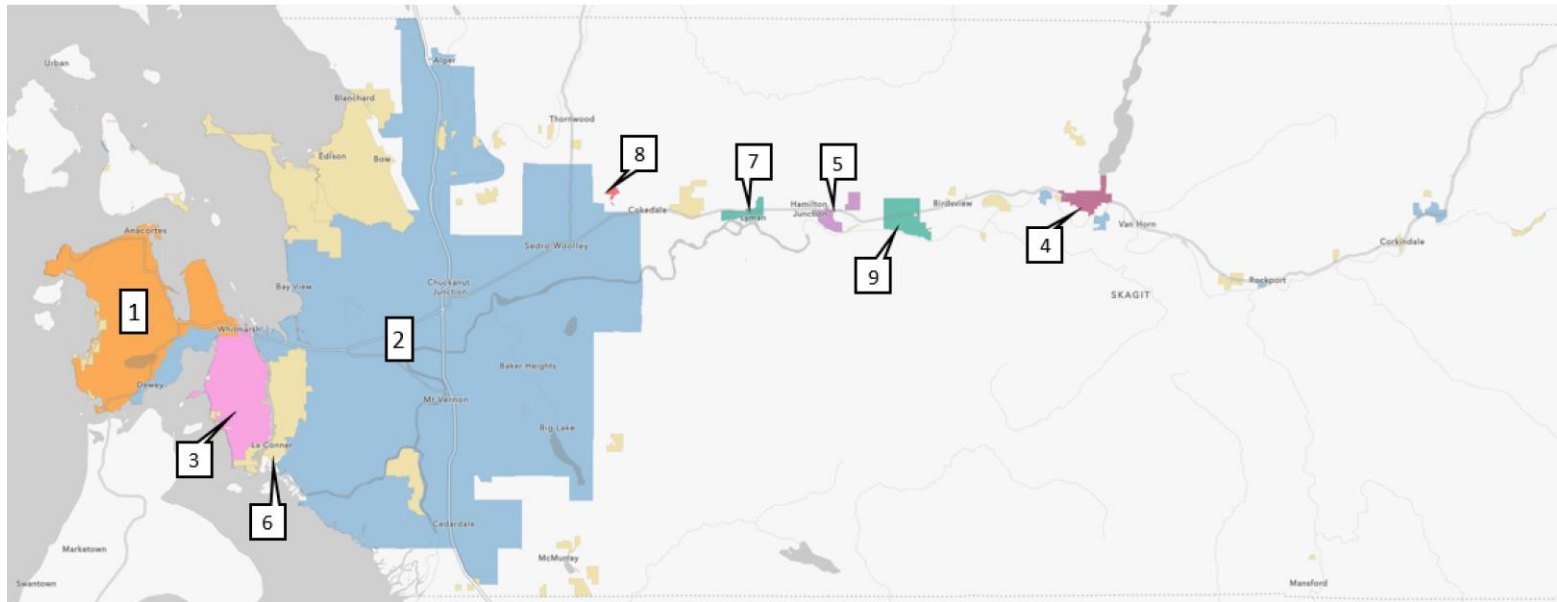 Urban
Alger
Blanchard
Thornwood
Edison
Bow
8
7
5
Cokedale
Lyman
Hamilton
Junction
Birdsview
4
Van Horn
Anacortes
Sedro-Woolley
Corkindale
9
Chuckanut
Junction
Bay View
Rockport
SKAGIT
1
Whitmarsh
2
Baker Heights
Dewey
Mt Vernon
Big Lake
3
La Conner
6
Cedardale
Marketown
McMurray
Swantown
Mansford